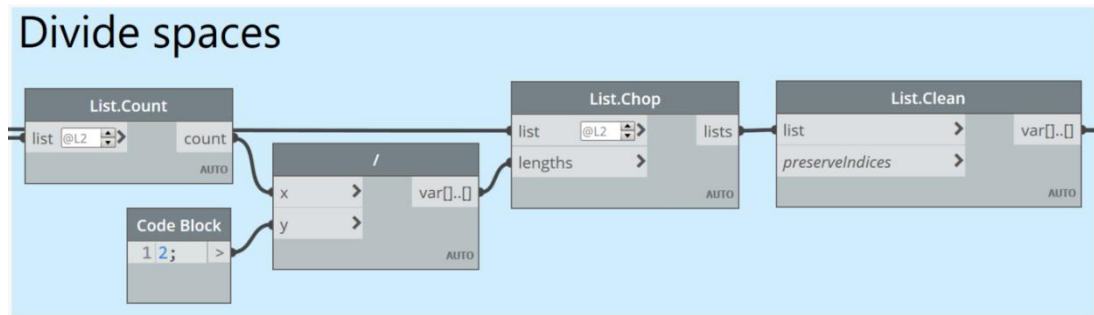 Divide spaces
List.Count
list @L2 > count
AUTO
Code Block
1 2; >
/
x > var[]..[]
y >
AUTO
List.Chop
list @L2 > lists
lengths >
AUTO
List.Clean
list > var[]..[]
preserveIndices >
AUTO